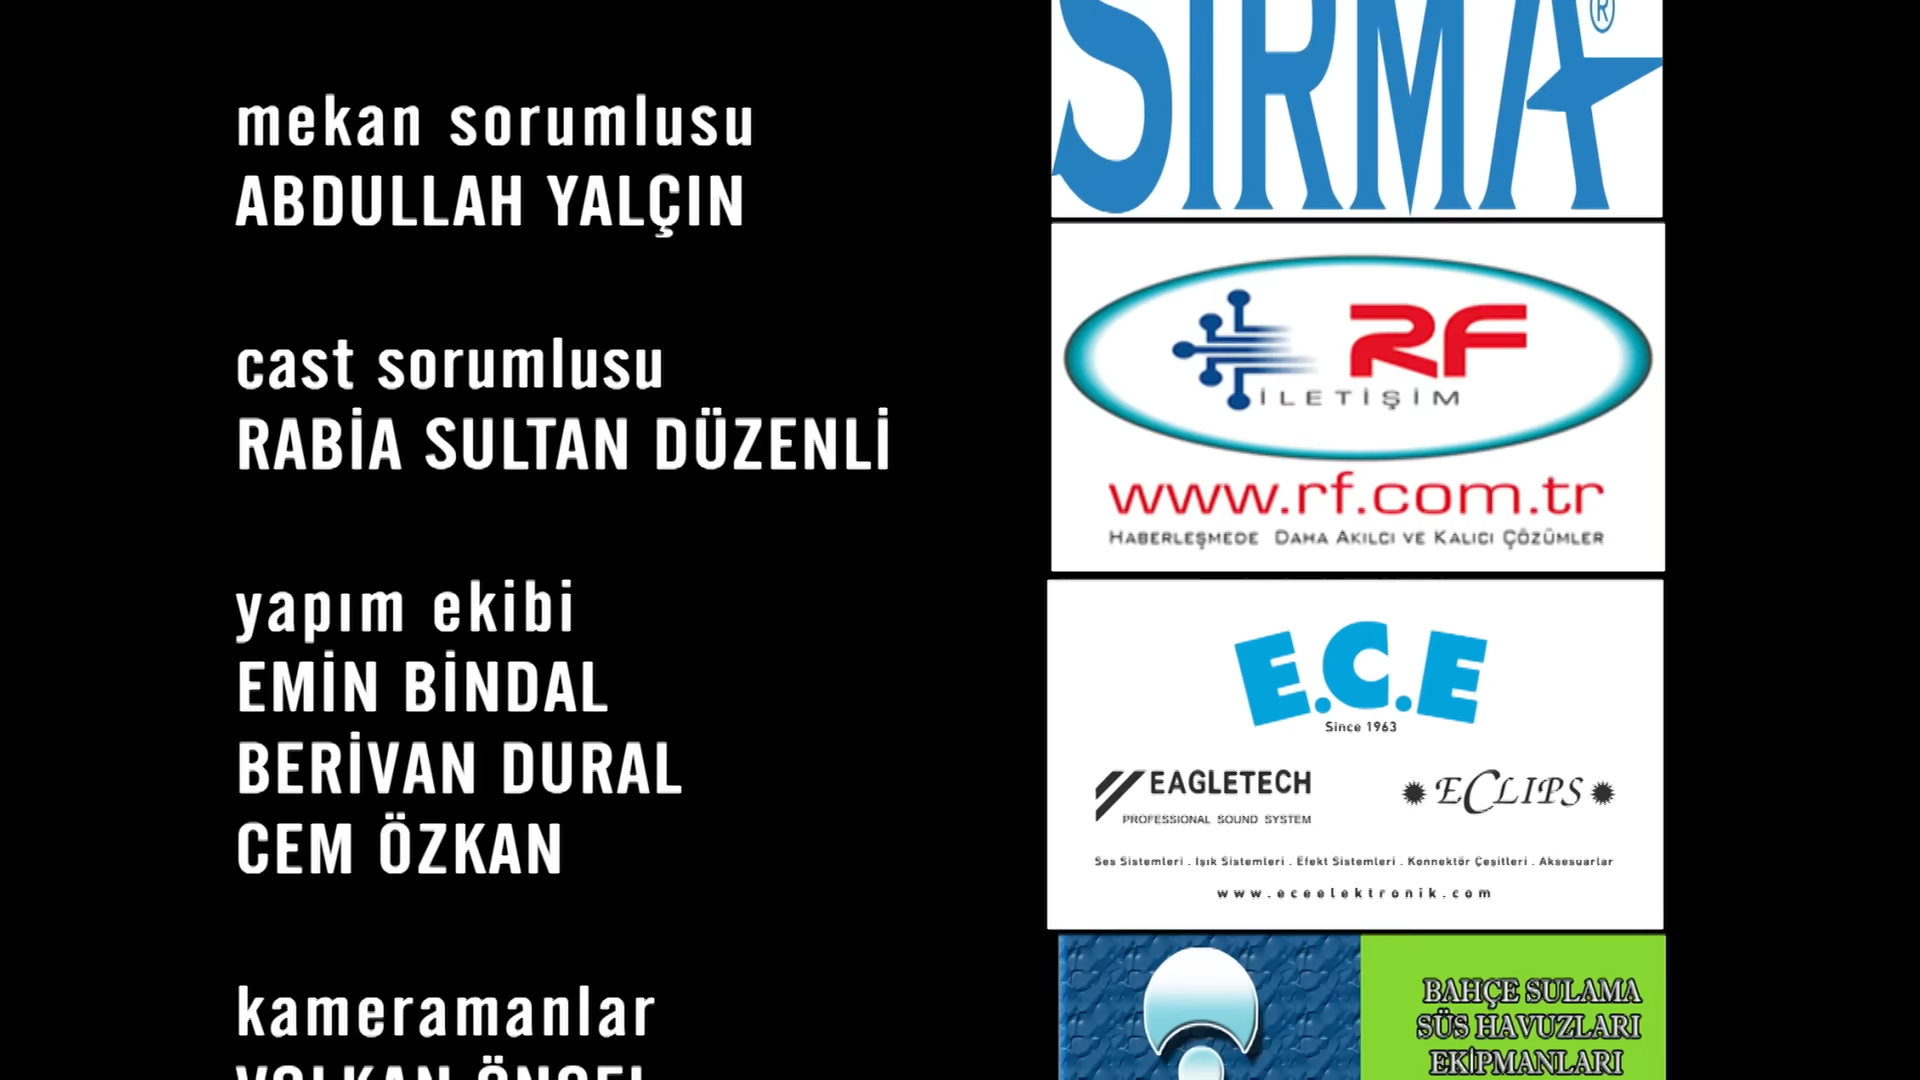 mekan sorumlusu
ABDULLAH YALÇIN
cast sorumlusu
RABİA SULTAN DÜZENLİ
yapım ekibi
EMİN BİNDAL
BERİVAN DURAL
CEM ÖZKAN
kameramanlar
VOLKAN ÖNCEL
SIRMA ®
RF
İLETİŞİM
www.rf.com.tr
HABERLEŞMEDE DAHA AKILCI VE KALICI ÇÖZÜMLER
E.C.E
Since 1963
EAGLETECH
PROFESSIONAL SOUND SYSTEM
ECLIPS
Ses Sistemleri . Işık Sistemleri . Efekt Sistemleri . Konnektör Çeşitleri . Aksesuarlar
www.eceelektronik.com
BAHÇE SULAMA
SÜS HAVUZLARI
EKİPMANLARI